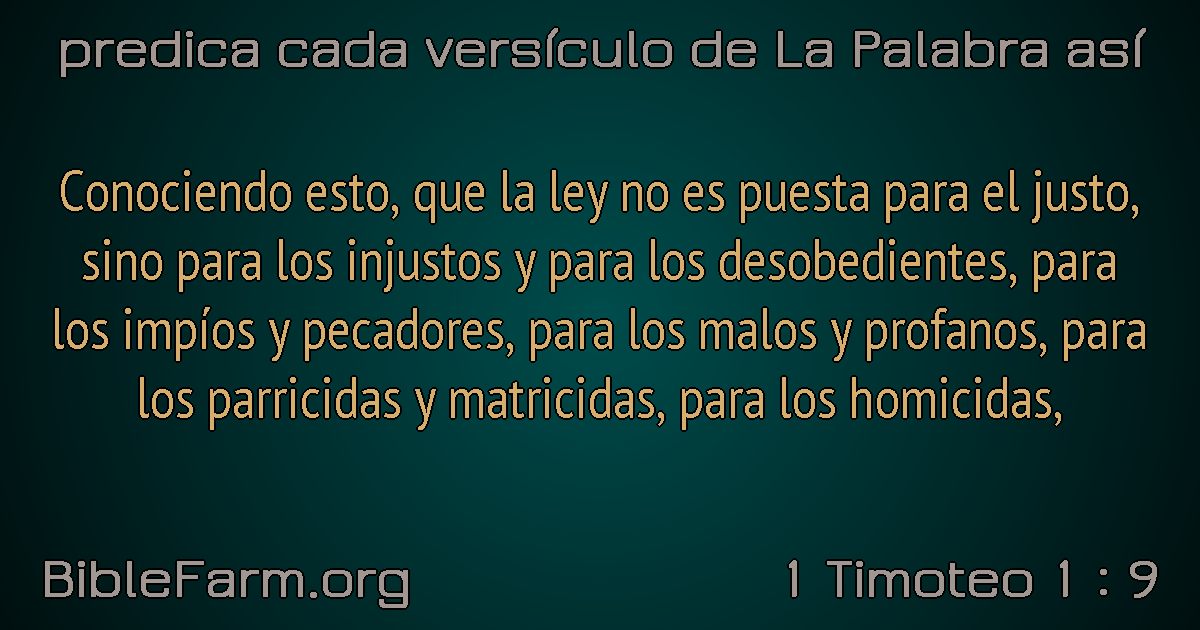 predica cada versículo de La Palabra así
Conociendo esto, que la ley no es puesta para el justo,
sino para los injustos y para los desobedientes, para
los impíos y pecadores, para los malos y profanos, para
los parricidas y matricidas, para los homicidas,
BibleFarm.org
1 Timoteo 1 : 9